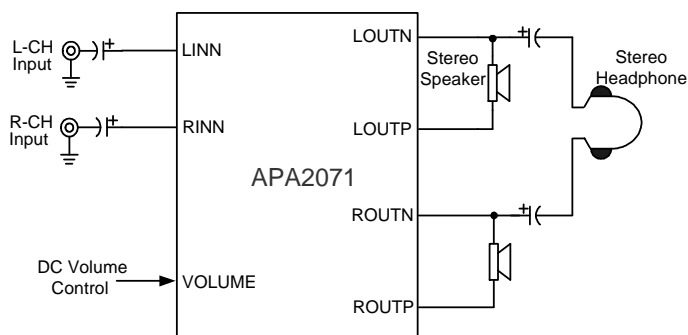 L-CH
Input
LINN
R-CH
Input
RINN
DC Volume
Control
VOLUME
APA2071
LOUTN
Stereo
Speaker
LOUTP
ROUTN
ROUTP
Stereo
Headphone